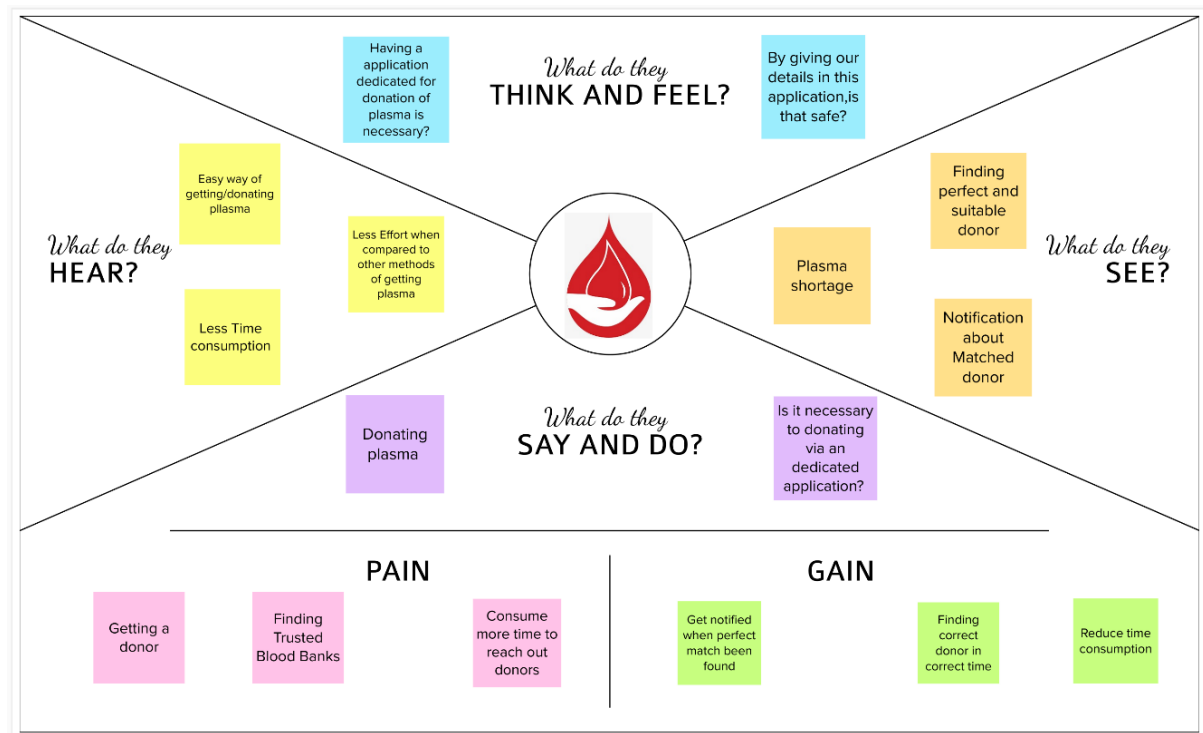 What do they
THINK AND FEEL?
Having a
application
dedicated for
donation of
plasma is
necessary?
By giving our
details in this
application,is
that safe?
What do they
HEAR?
Easy way of
getting/donating
pllasma
Less Effort when
compared to
other methods
of getting
plasma
Less Time
consumption
What do they
SEE?
Finding
perfect and
suitable
donor
Plasma
shortage
Notification
about
Matched
donor
What do they
SAY AND DO?
Donating
plasma
Is it necessary
to donating
via an
dedicated
application?
PAIN
Getting a
donor
Finding
Trusted
Blood Banks
Consume
more time to
reach out
donors
GAIN
Get notified
when perfect
match been
found
Finding
correct
donor in
correct time
Reduce time
consumption